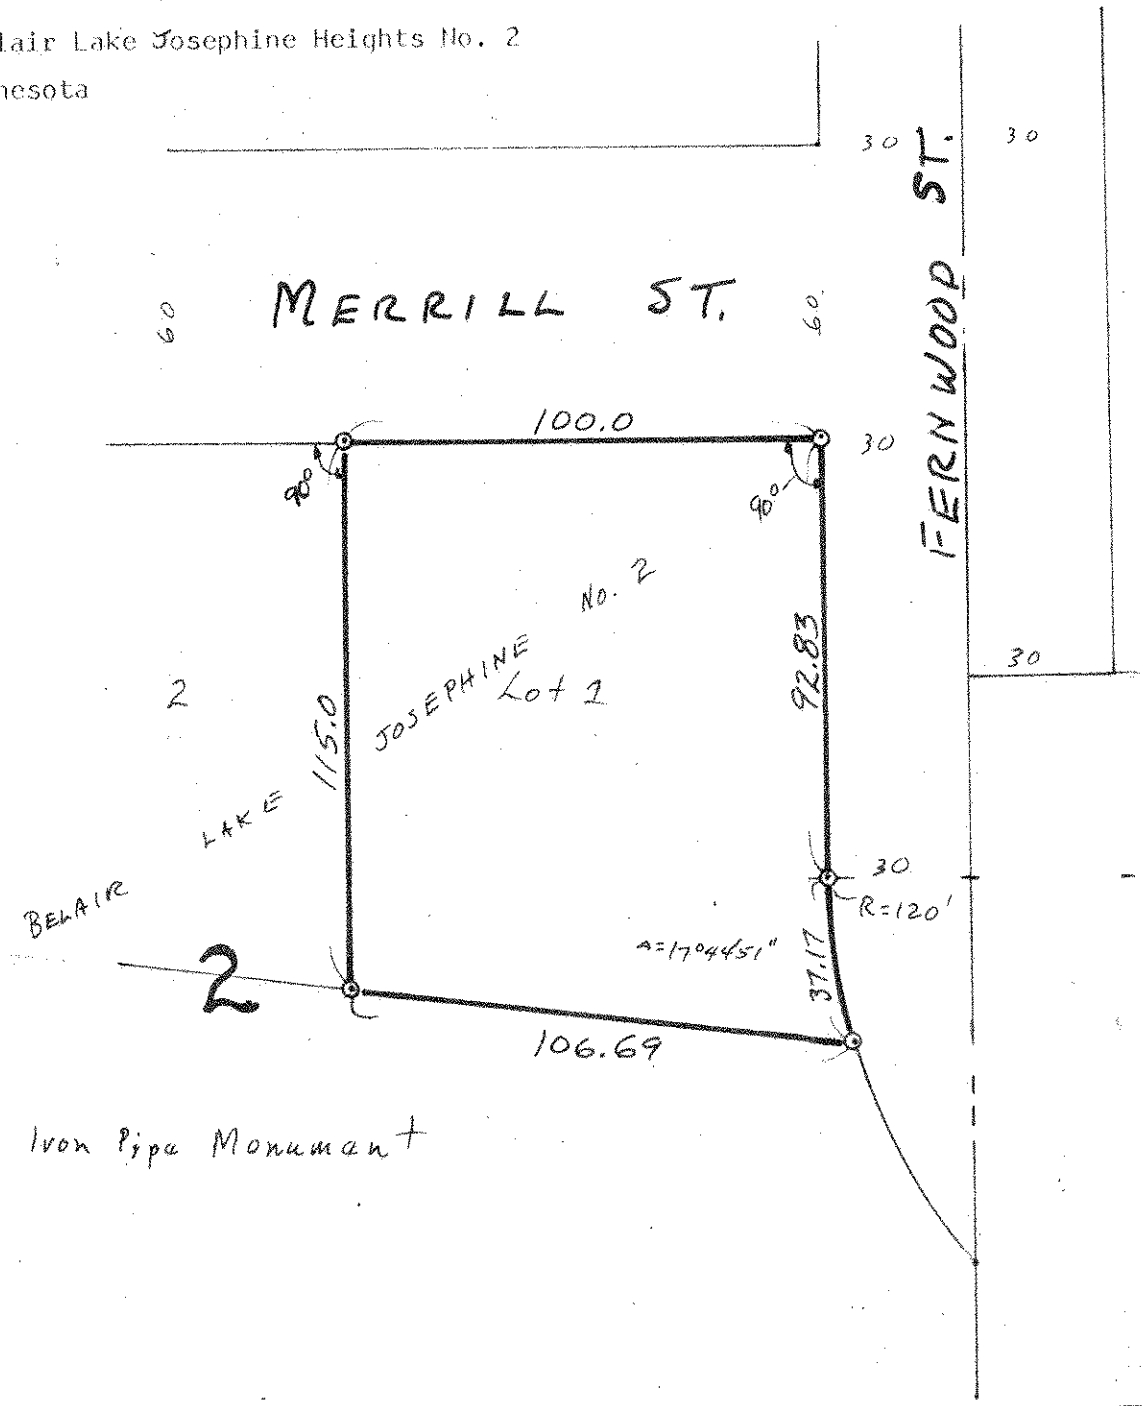 lair Lake Josephine Heights No. 2
nesota
30
30
FERNWOOD ST.
60
MERRILL ST.
60
100.0
30
90°
90°
No. 2
92.83
30
2
JOSEPHINE
Lot 1
115.0
LAKE
30
BELAIR
R=120'
∆=17°44'51"
37.17
2
106.69
Iron Pipe Monument